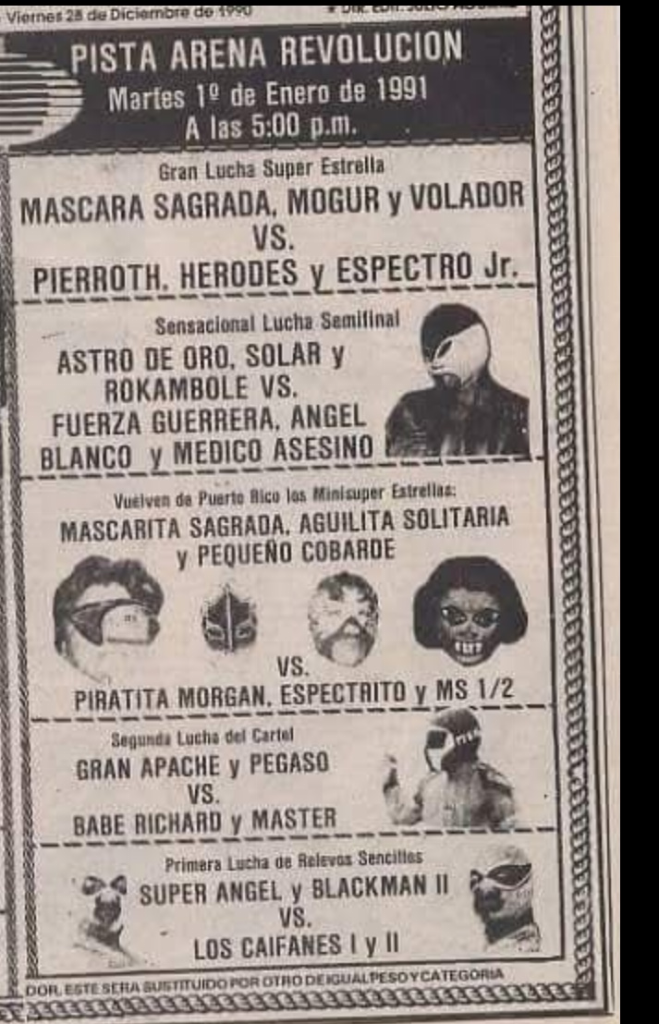 Viernes 28 de Diciembre de 1990
PISTA ARENA REVOLUCION
Martes 1º de Enero de 1991
A las 5:00 p.m.
Gran Lucha Super Estrella
MASCARA SAGRADA, MOGUR y VOLADOR
VS.
PIERROTH, HERODES y ESPECTRO Jr.
Sensacional Lucha Semifinal
ASTRO DE ORO, SOLAR y
ROKAMBOLE VS.
FUERZA GUERRERA, ANGEL
BLANCO y MEDICO ASESINO
Vuelven de Puerto Rico los Minisuper Estrellas:
MASCARITA SAGRADA, AGUILITA SOLITARIA
y PEQUEÑO COBARDE
VS.
PIRATITA MORGAN, ESPECTRITO y MS 1/2
Segunda Lucha del Cartel
GRAN APACHE y PEGASO
VS.
BABE RICHARD y MASTER
Primera Lucha de Relevos Sencillos
SUPER ANGEL y BLACKMAN II
VS.
LOS CAIFANES I y II
DOR, ESTE SERA SUSTITUIDO POR OTRO DE IGUAL PESO Y CATEGORIA